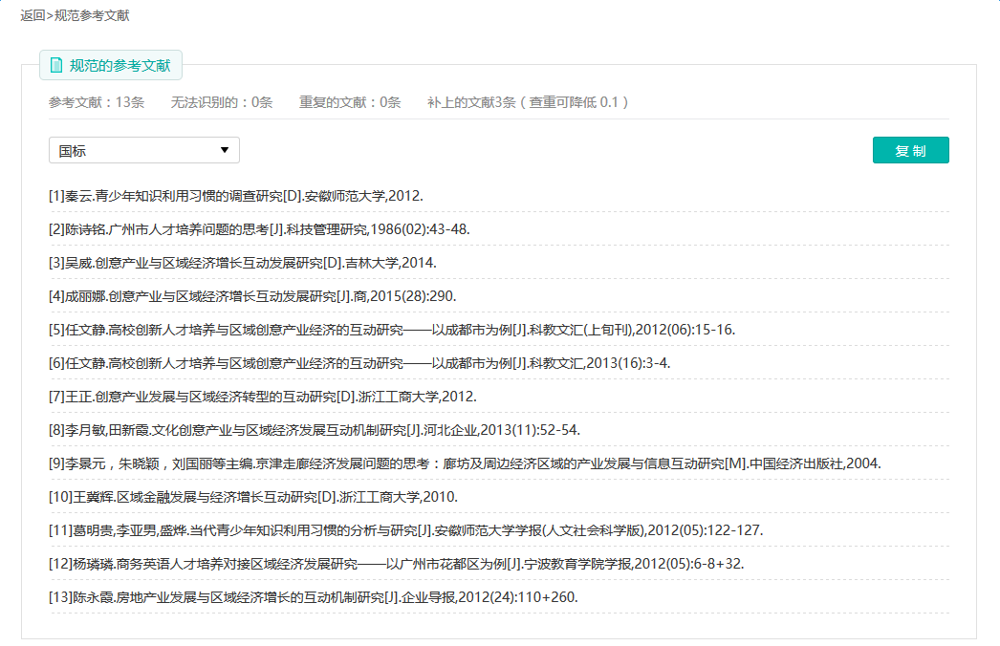 返回>规范参考文献
规范的参考文献
参考文献：13条 无法识别的：0条 重复的文献：0条 补上的文献3条（查重可降低 0.1）
国标
复 制
[1]秦云.青少年知识利用习惯的调查研究[D].安徽师范大学,2012.
[2]陈诗铭.广州市人才培养问题的思考[J].科技管理研究,1986(02):43-48.
[3]吴威.创意产业与区域经济增长互动发展研究[D].吉林大学,2014.
[4]成丽娜.创意产业与区域经济增长互动发展研究[J].商,2015(28):290.
[5]任文静.高校创新人才培养与区域创意产业经济的互动研究——以成都市为例[J].科教文汇(上旬刊),2012(06):15-16.
[6]任文静.高校创新人才培养与区域创意产业经济的互动研究——以成都市为例[J].科教文汇,2013(16):3-4.
[7]王正.创意产业发展与区域经济转型的互动研究[D].浙江工商大学,2012.
[8]李月敏,田新霞.文化创意产业与区域经济发展互动机制研究[J].河北企业,2013(11):52-54.
[9]李景元，朱晓颖，刘国丽等主编.京津走廊经济发展问题的思考：廊坊及周边经济区域的产业发展与信息互动研究[M].中国经济出版社,2004.
[10]王冀辉.区域金融发展与经济增长互动研究[D].浙江工商大学,2010.
[11]葛明贵,李亚男,盛烨.当代青少年知识利用习惯的分析与研究[J].安徽师范大学学报(人文社会科学版),2012(05):122-127.
[12]杨璘璘.商务英语人才培养对接区域经济发展研究——以广州市花都区为例[J].宁波教育学院学报,2012(05):6-8+32.
[13]陈永霞.房地产业发展与区域经济增长的互动机制研究[J].企业导报,2012(24):110+260.